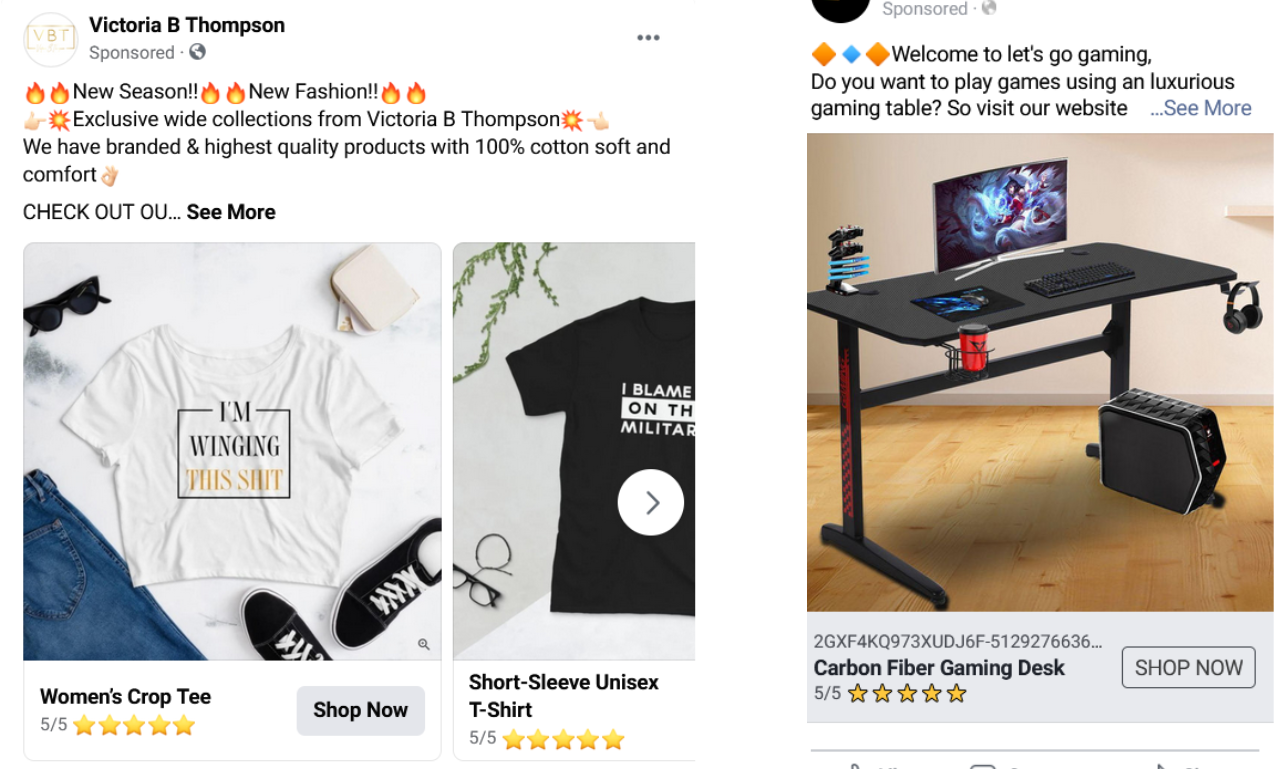 VBT
Victoria B Thompson
Sponsored ·
🔥🔥New Season!!🔥🔥New Fashion!!🔥🔥
👉🏻💥Exclusive wide collections from Victoria B Thompson💥👈🏻
We have branded & highest quality products with 100% cotton soft and
comfort👌🏻
CHECK OUT OU... See More
I'M
WINGING
THIS SHIT
Women's Crop Tee
5/5 ⭐⭐⭐⭐⭐
Shop Now
I BLAME
ON TH
MILITAR
Short-Sleeve Unisex
T-Shirt
5/5 ⭐⭐⭐⭐⭐
Sponsored ·
🔶🔹🔶Welcome to let's go gaming,
Do you want to play games using an luxurious
gaming table? So visit our website ...See More
2GXF4KQ973XUDJ6F-5129276636...
Carbon Fiber Gaming Desk
5/5 ⭐⭐⭐⭐⭐
SHOP NOW